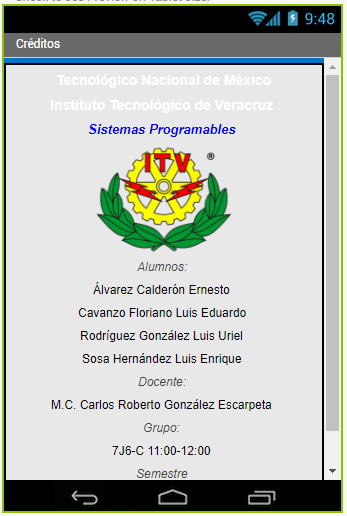 9:48
Créditos
Tecnológico Nacional de México
Instituto Tecnológico de Veracruz
Sistemas Programables
ITV ®
Alumnos:
Álvarez Calderón Ernesto
Cavanzo Floriano Luis Eduardo
Rodríguez González Luis Uriel
Sosa Hernández Luis Enrique
Docente:
M.C. Carlos Roberto González Escarpeta
Grupo:
7J6-C 11:00-12:00
Semestre